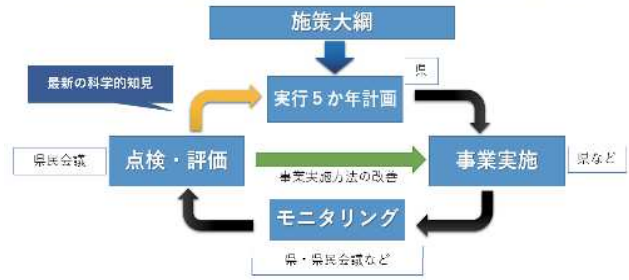 施策大綱
最新の科学的知見
実行５か年計画
県
県民会議
点検・評価
事業実施
県など
事業実施方法の改善
モニタリング
県・県民会議など